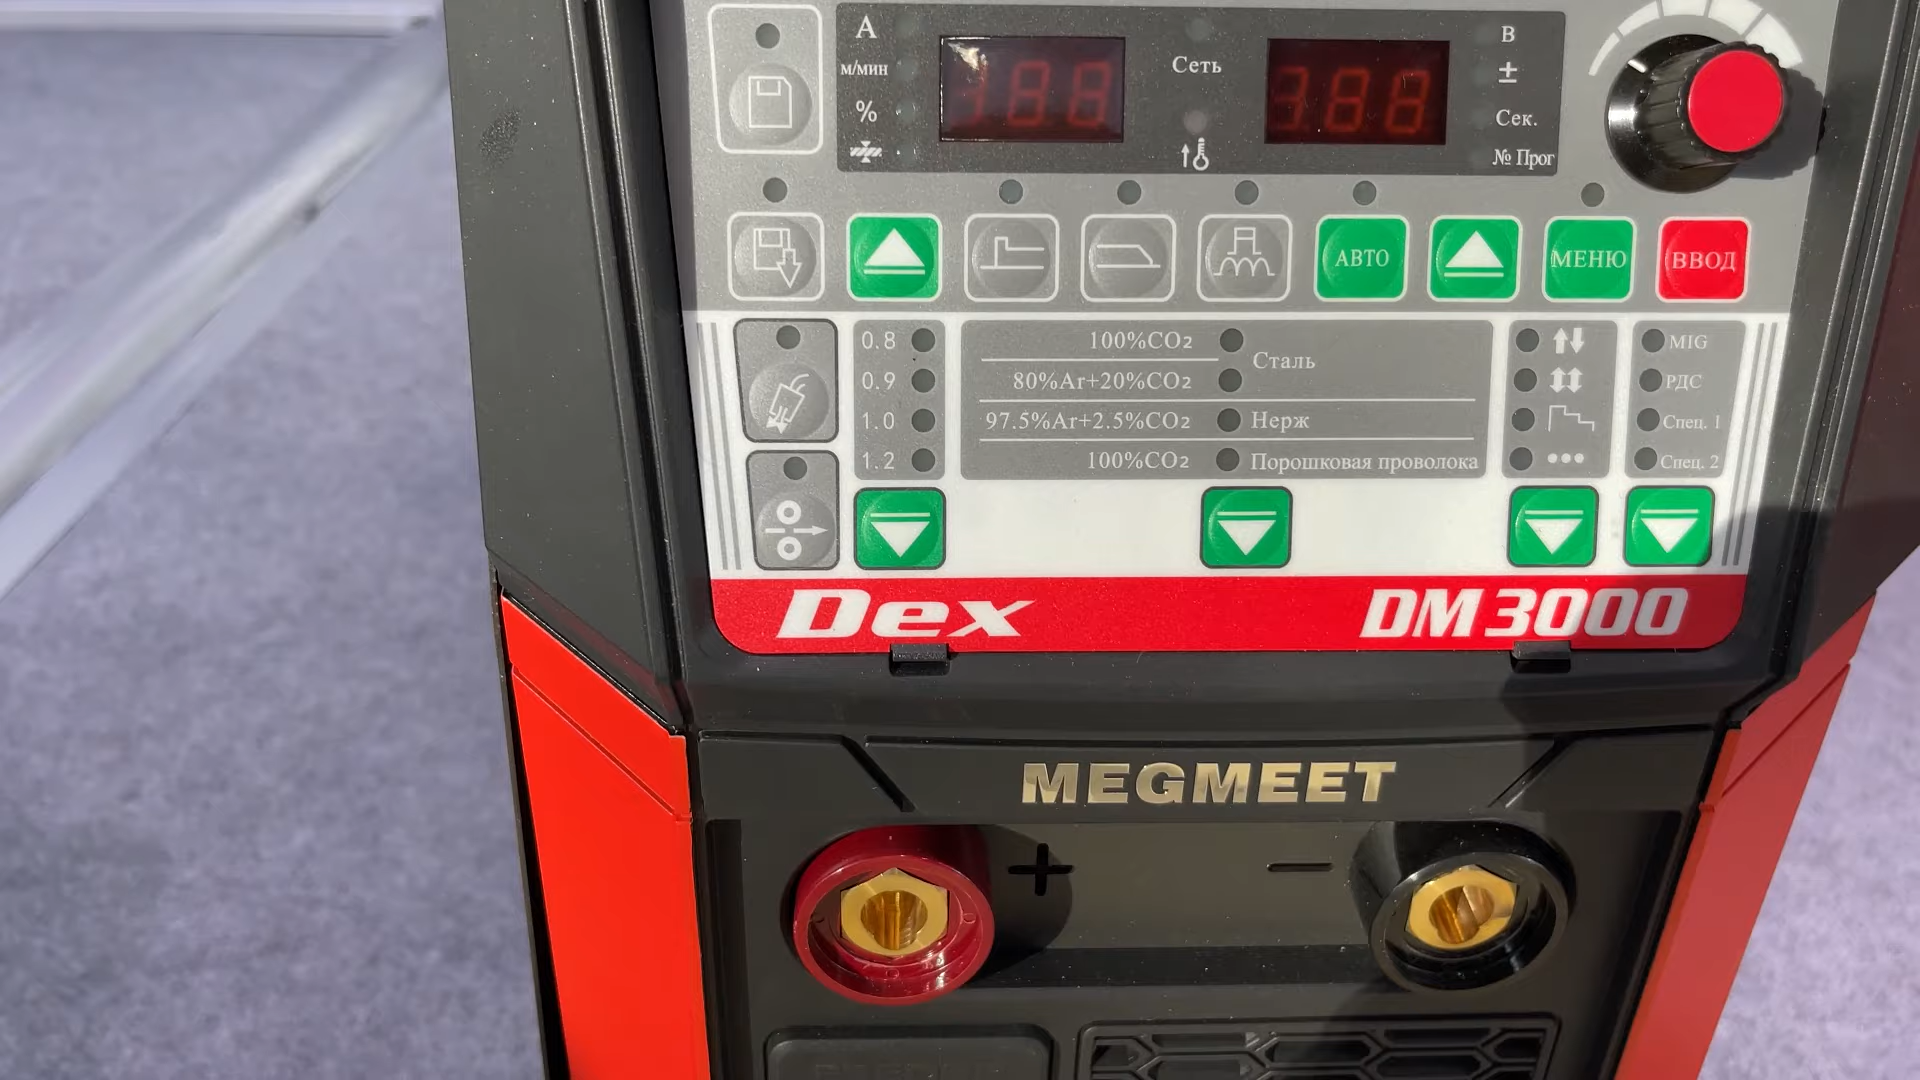 A
В
м/мин
Сеть
±
%
Сек.
№ Прог
АВТО
МЕНЮ
ВВОД
0.8
100%CO₂
Сталь
MIG
0.9
80%Ar+20%CO₂
РДС
1.0
97.5%Ar+2.5%CO₂
Нерж
Спец. 1
1.2
100%CO₂
Порошковая проволока
Спец. 2
Dex
DM3000
MEGMEET
+
−